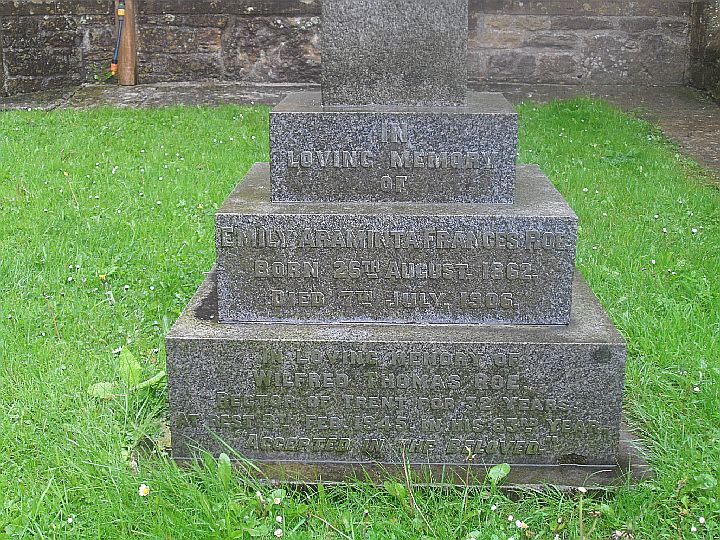 IN
LOVING MEMORY
OF
EMILY ARAMINTA FRANCES ROE
BORN 25TH AUGUST 1862.
DIED 7TH JULY, 1906.
IN LOVING MEMORY OF
WILFRED THOMAS ROE
RECTOR OF TRENT FOR 32 YEARS.
AT REST FEB. 1945, IN HIS YEAR
"ACCEPTED IN THE BELOVED."